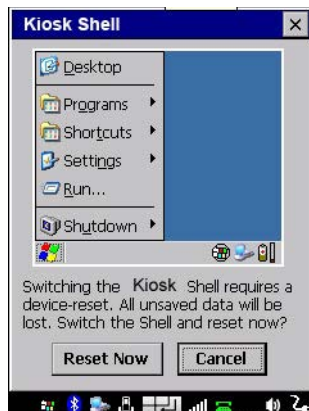 Kiosk Shell
Desktop
Programs
Shortcuts
Settings
Run...
Shutdown
Switching the Kiosk Shell requires a
device-reset. All unsaved data will be
lost. Switch the Shell and reset now?
Reset Now Cancel